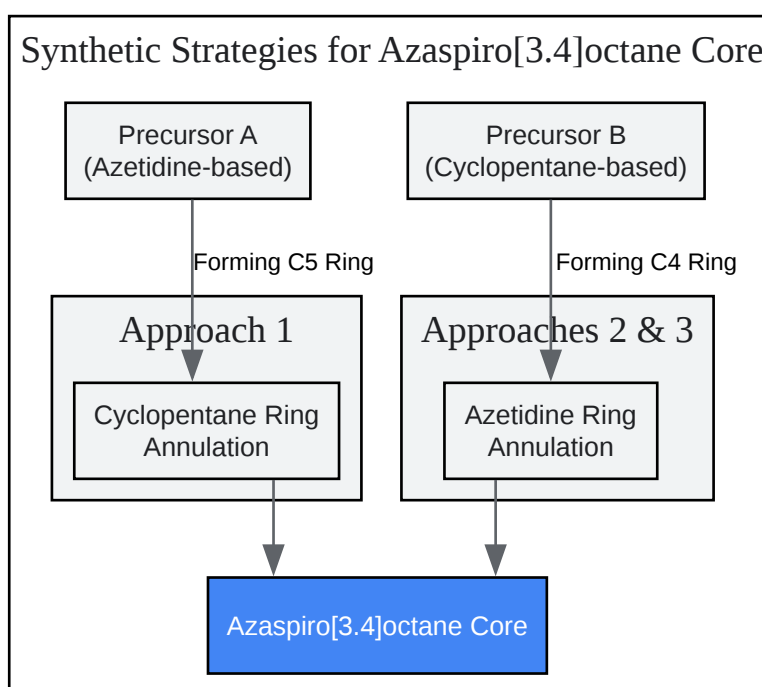 Synthetic Strategies for Azaspiro[3.4]octane Core
Precursor A
(Azetidine-based)
Precursor B
(Cyclopentane-based)
Forming C5 Ring
Forming C4 Ring
Approach 1
Approaches 2 & 3
Cyclopentane Ring
Annulation
Azetidine Ring
Annulation
Azaspiro[3.4]octane Core